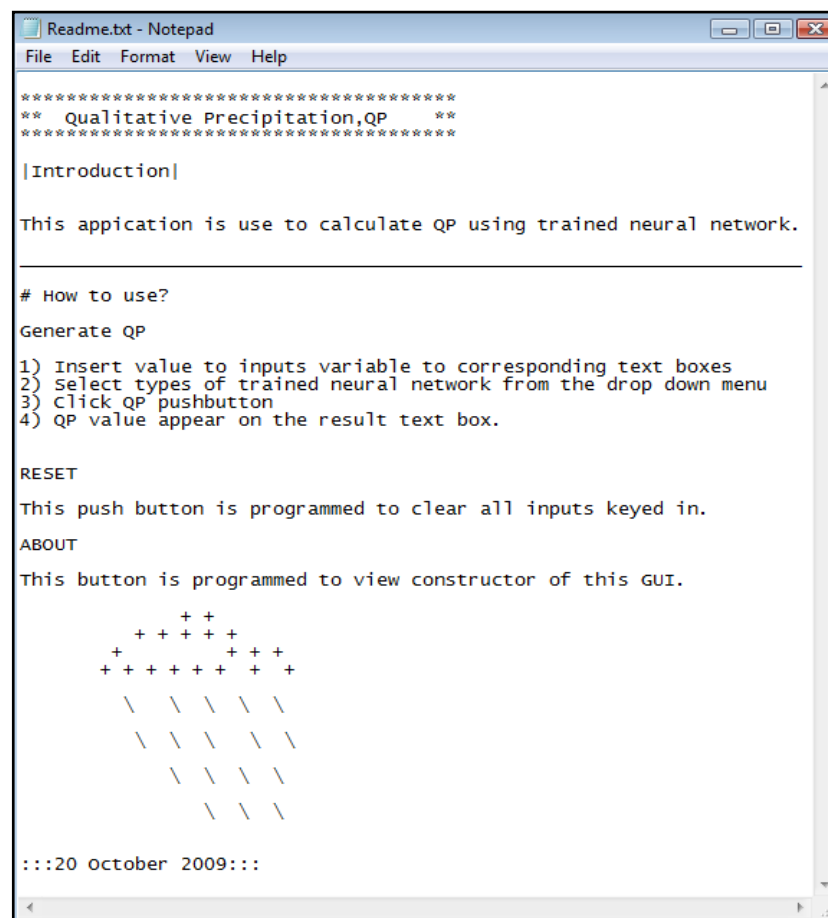 Readme.txt - Notepad
File Edit Format View Help
**************************************
** Qualitative Precipitation,QP **
**************************************
|Introduction|
This appication is use to calculate QP using trained neural network.
# How to use?
Generate QP
1) Insert value to inputs variable to corresponding text boxes
2) Select types of trained neural network from the drop down menu
3) Click QP pushbutton
4) QP value appear on the result text box.
RESET
This push button is programmed to clear all inputs keyed in.
ABOUT
This button is programmed to view constructor of this GUI.
+ +
+ + + + +
+ + + +
+ + + + + + + +
\ \ \ \ \
\ \ \ \ \
\ \ \ \
\ \ \
:::20 October 2009:::